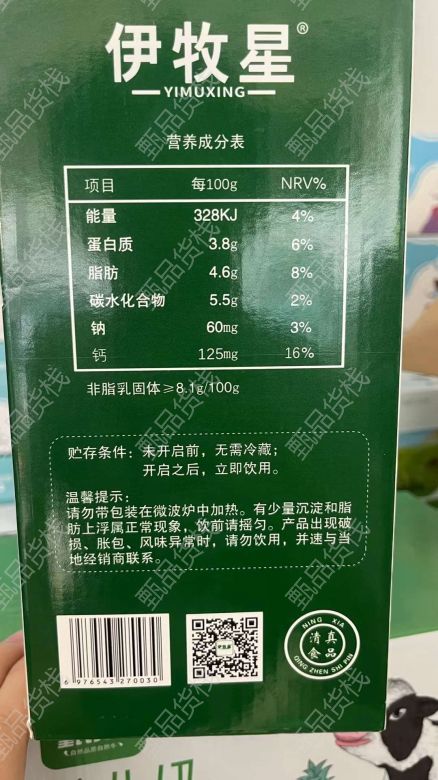 伊牧星®
YIMUXING
营养成分表
项目 每100g NRV%
能量 328KJ 4%
蛋白质 3.8g 6%
脂肪 4.6g 8%
碳水化合物 5.5g 2%
钠 60mg 3%
钙 125mg 16%
非脂乳固体≥8.1g/100g
贮存条件：未开启前，无需冷藏；
开启之后，立即饮用。
温馨提示：
请勿带包装在微波炉中加热。有少量沉淀和脂
肪上浮属正常现象，饮前请摇匀。产品出现破
损、胀包、风味异常时，请勿饮用，并速与当
地经销商联系。
6 976543 270030
NING XIA
清真
食品
QING ZHEN SHI PIN
甄品货栈